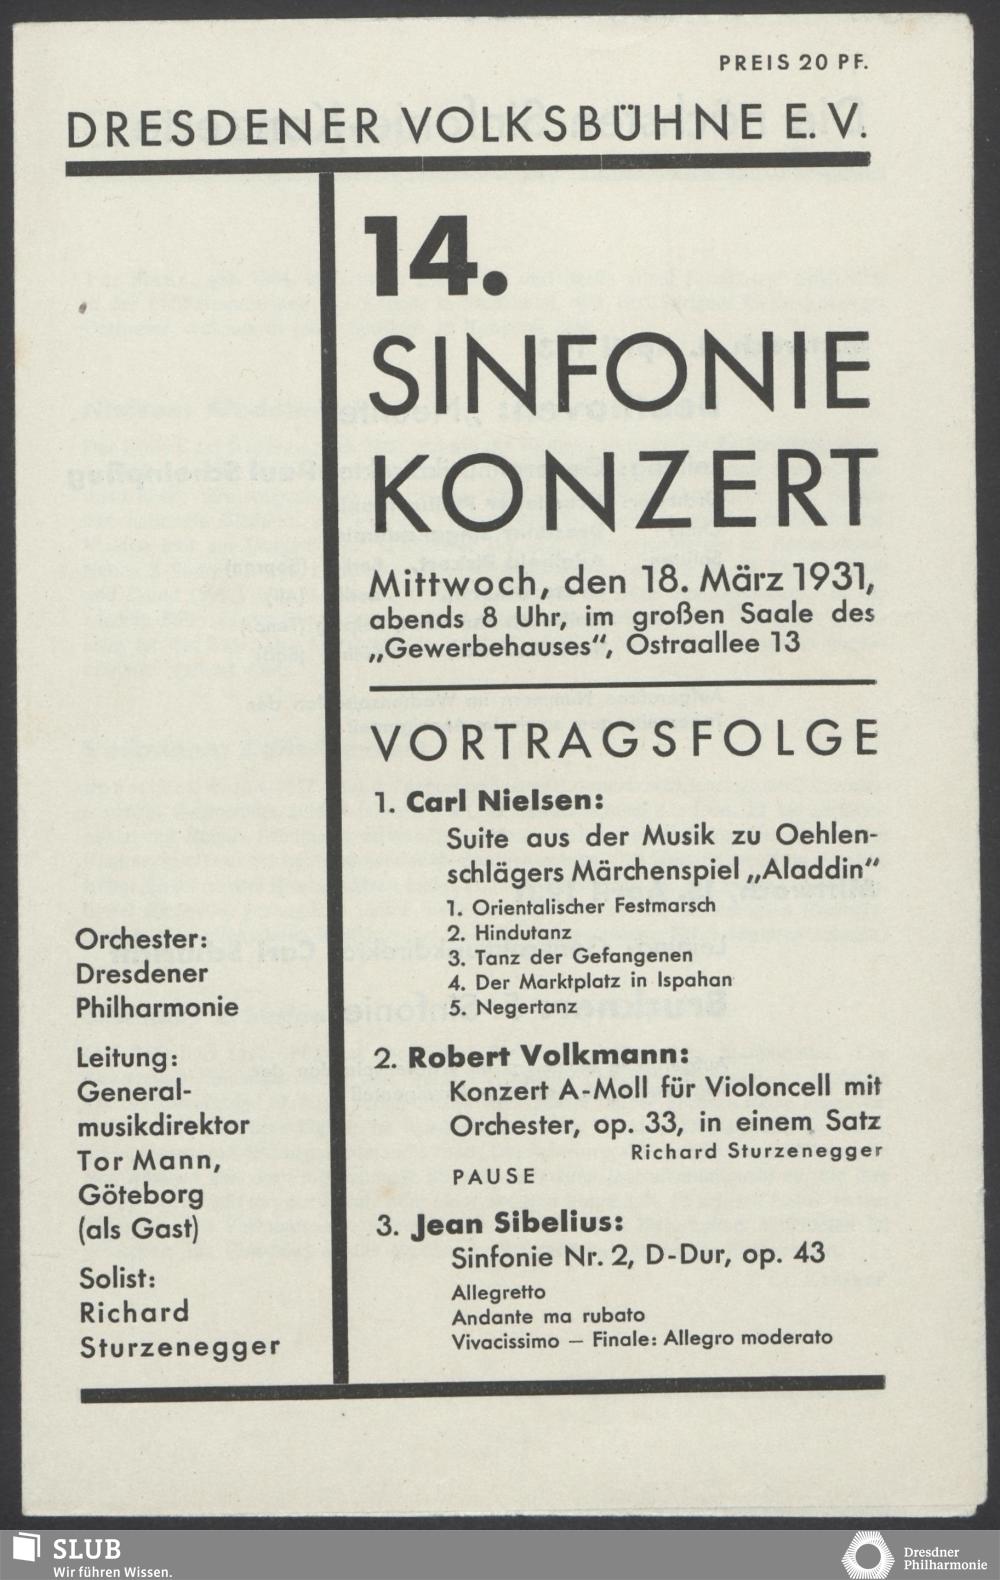 PREIS 20 PF.
DRESDENER VOLKSBÜHNE E. V.
14.
SINFONIE
KONZERT
Mittwoch, den 18. März 1931,
abends 8 Uhr, im großen Saale des
„Gewerbehauses“, Ostraallee 13
VORTRAGSFOLGE
1. Carl Nielsen:
Suite aus der Musik zu Oehlen-
schlägers Märchenspiel „Aladdin“
1. Orientalischer Festmarsch
2. Hindutanz
3. Tanz der Gefangenen
4. Der Marktplatz in Ispahan
5. Negertanz
2. Robert Volkmann:
Konzert A-Moll für Violoncell mit
Orchester, op. 33, in einem Satz
Richard Sturzenegger
PAUSE
3. Jean Sibelius:
Sinfonie Nr. 2, D-Dur, op. 43
Allegretto
Andante ma rubato
Vivacissimo — Finale: Allegro moderato
Orchester:
Dresdener
Philharmonie
Leitung:
General-
musikdirektor
Tor Mann,
Göteborg
(als Gast)
Solist:
Richard
Sturzenegger
SLUB
Wir führen Wissen.
Dresdner
Philharmonie